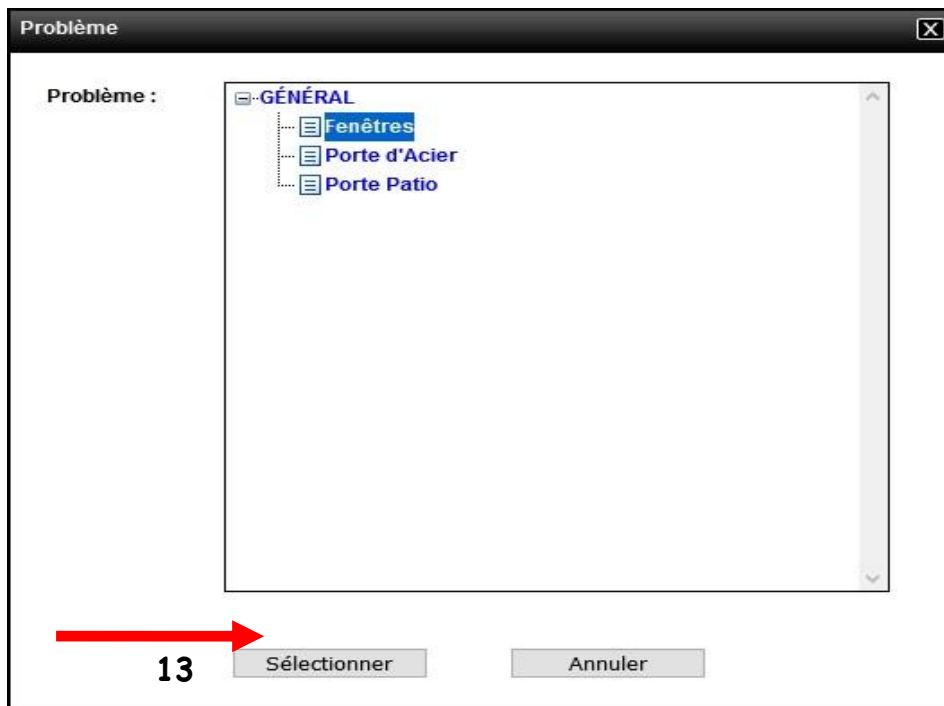 Problème
Problème :
GÉNÉRAL
Fenêtres
Porte d'Acier
Porte Patio
13 Sélectionner Annuler